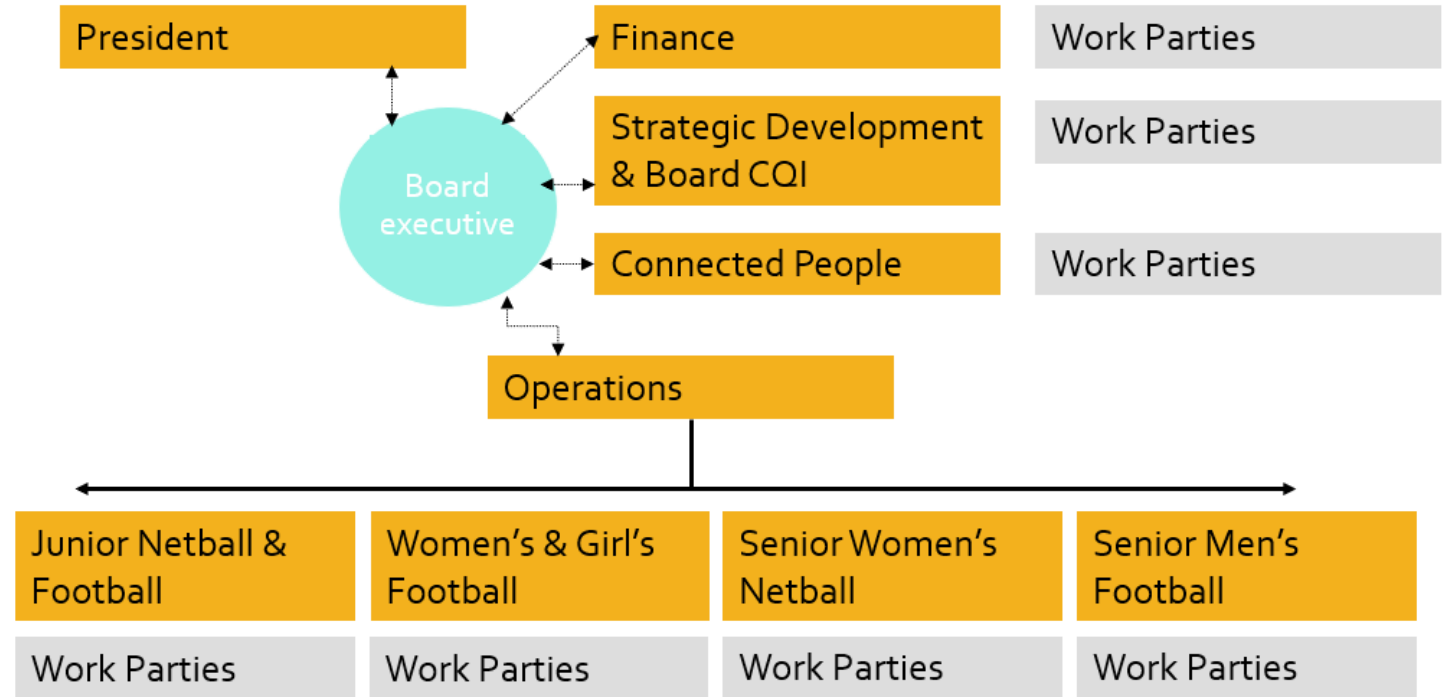 President
Finance
Work Parties
Strategic Development
& Board CQI
Work Parties
Board
executive
Connected People
Work Parties
Operations
Junior Netball &
Football
Women’s & Girl’s
Football
Senior Women’s
Netball
Senior Men’s
Football
Work Parties
Work Parties
Work Parties
Work Parties